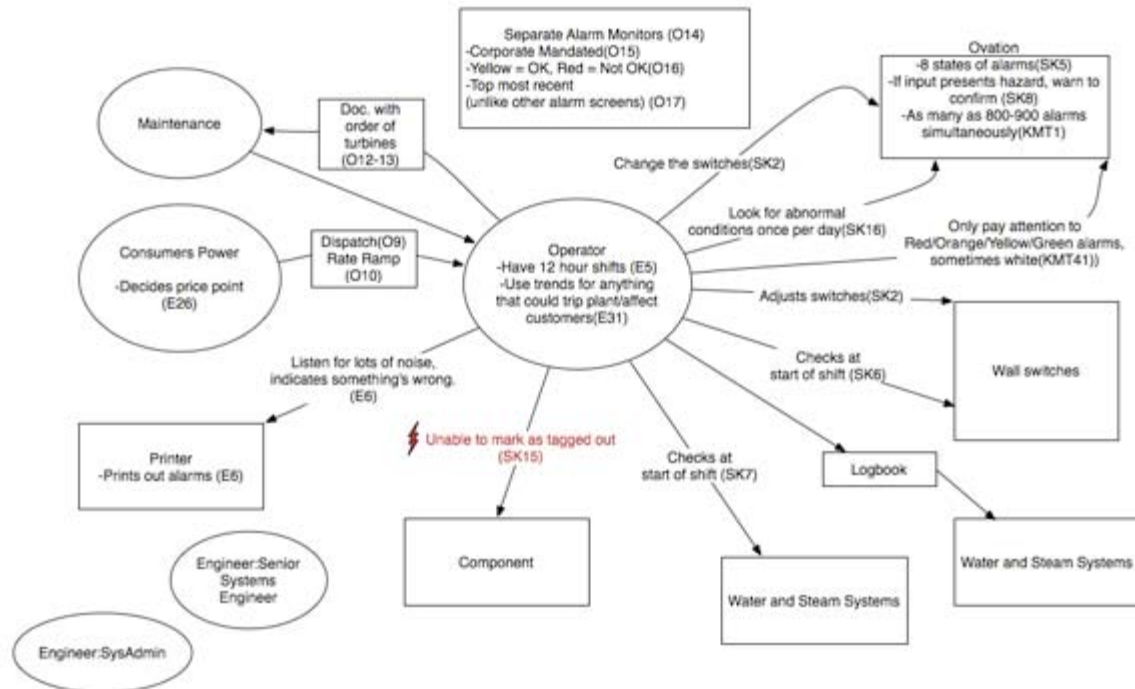 Separate Alarm Monitors (O14)
-Corporate Mandated(O15)
-Yellow = OK, Red = Not OK(O16)
-Top most recent
(unlike other alarm screens) (O17)
Ovation
-8 states of alarms(SK5)
-If input presents hazard, warn to
confirm (SK8)
-As many as 800-900 alarms
simultaneously(KMT1)
Maintenance
Doc. with
order of
turbines
(O12-13)
Change the switches(SK2)
Look for abnormal
conditions once per day(SK16)
Only pay attention to
Red/Orange/Yellow/Green alarms,
sometimes white(KMT41))
Consumers Power
-Decides price point
(E26)
Dispatch(O9)
Rate Ramp
(O10)
Operator
-Have 12 hour shifts (E5)
-Use trends for anything
that could trip plant/affect
customers(E31)
Adjusts switches(SK2)
Checks at
start of shift (SK6)
Wall switches
Listen for lots of noise,
indicates something's wrong.
(E6)
Printer
-Prints out alarms (E6)
Unable to mark as tagged out
(SK15)
Checks at
start of shift (SK7)
Logbook
Component
Water and Steam Systems
Water and Steam Systems
Engineer:Senior
Systems
Engineer
Engineer:SysAdmin